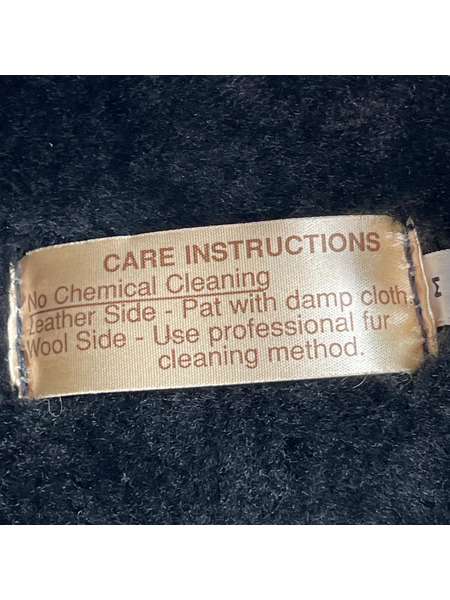 CARE INSTRUCTIONS
No Chemical Cleaning
Leather Side - Pat with damp cloth.
Wool Side - Use professional fur
cleaning method.
M